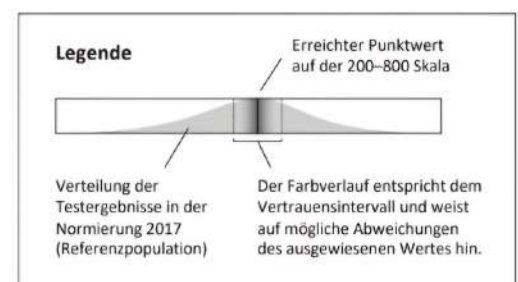 Legende
Erreichter Punktwert
auf der 200–800 Skala
Verteilung der
Testergebnisse in der
Normierung 2017
(Referenzpopulation)
Der Farbverlauf entspricht dem
Vertrauensintervall und weist
auf mögliche Abweichungen
des ausgewiesenen Wertes hin.